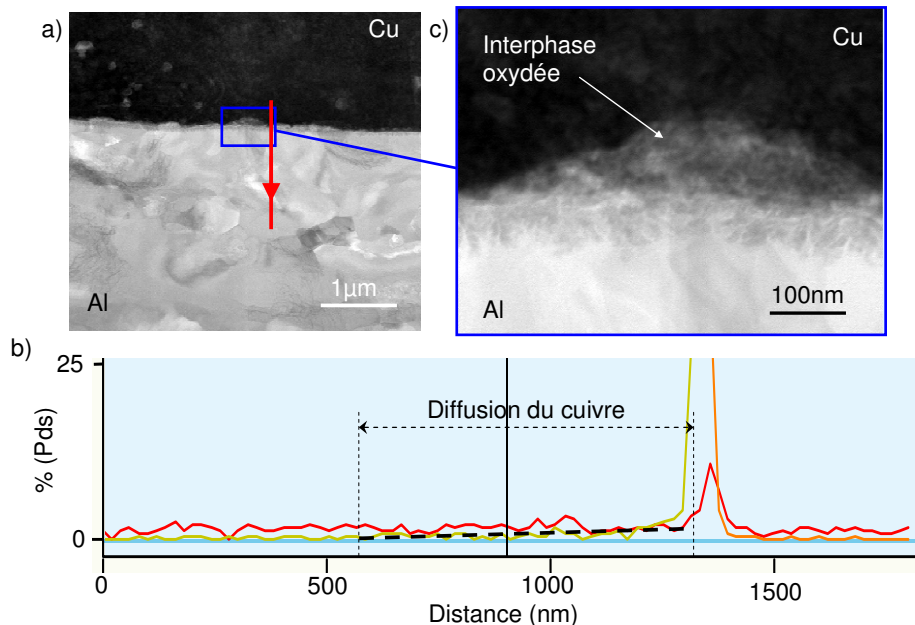 a)
Cu
Al
1µm
c)
Interphase
oxydée
Cu
Al
100nm
b)
25
% (Pds)
0
Diffusion du cuivre
0
500
1000
1500
Distance (nm)